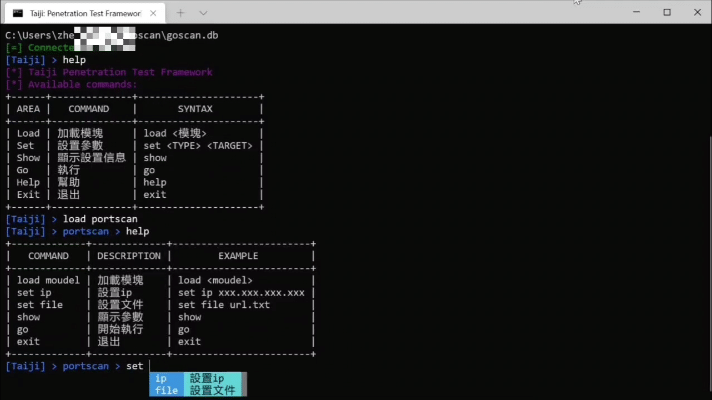 Taiji: Penetration Test Framework
C:\Users\zhe oscan\goscan.db
[=] Connecte
[Taiji] > help
[*] Taiji Penetration Test Framework
[*] Available commands:
| AREA | COMMAND | SYNTAX |
| Load | 加載模塊 | load <模塊> |
| Set | 設置參數 | set <TYPE> <TARGET> |
| Show | 顯示設置信息 | show |
| Go | 執行 | go |
| Help | 幫助 | help |
| Exit | 退出 | exit |
[Taiji] > load portscan
[Taiji] > portscan > help
| COMMAND | DESCRIPTION | EXAMPLE |
| load moudel | 加載模塊 | load <moudel> |
| set ip | 設置ip | set ip xxx.xxx.xxx.xxx |
| set file | 設置文件 | set file url.txt |
| show | 顯示參數 | show |
| go | 開始執行 | go |
| exit | 退出 | exit |
[Taiji] > portscan > set
ip 設置ip
file 設置文件